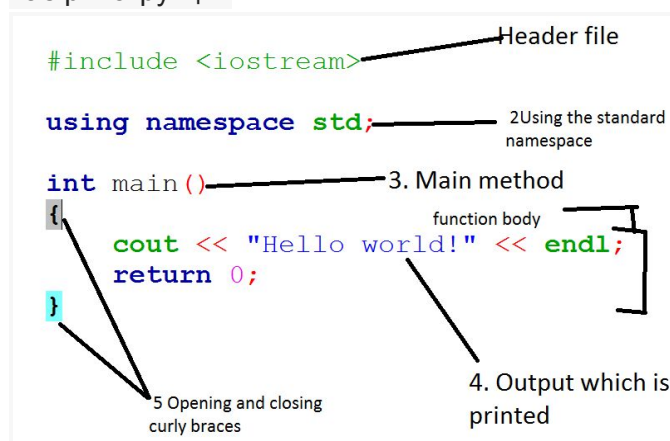 #include <iostream>
Header file
using namespace std;
2Using the standard
namespace
int main()
3. Main method
{
function body
cout << "Hello world!" << endl;
return 0;
}
4. Output which is
printed
5 Opening and closing
curly braces